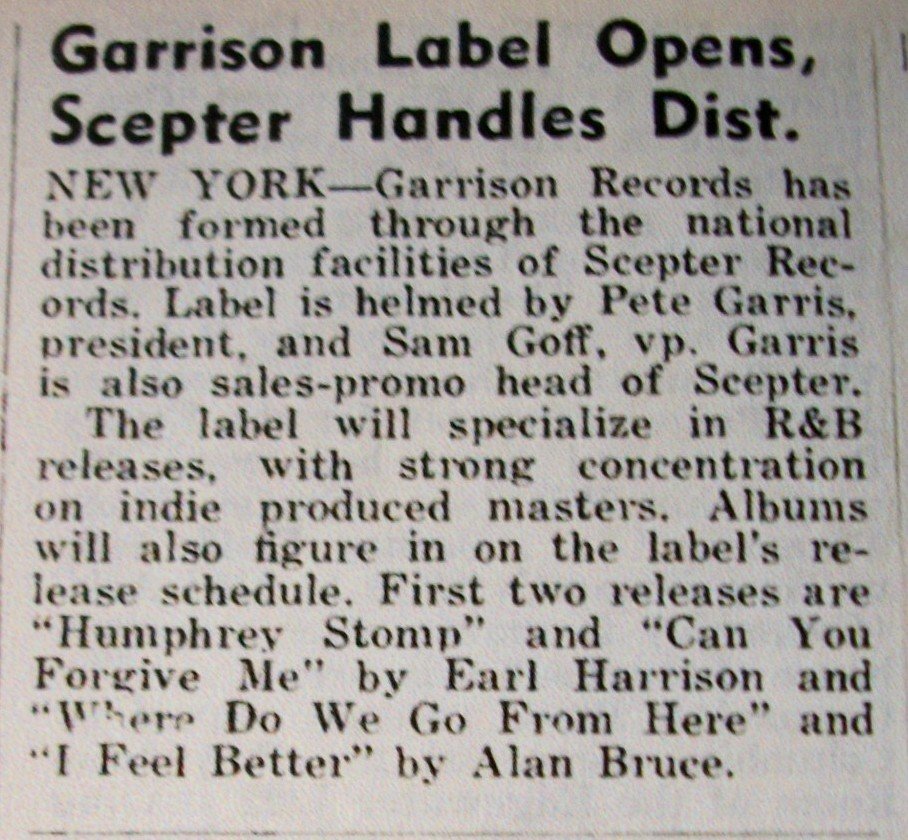 Garrison Label Opens,
Scepter Handles Dist.
NEW YORK—Garrison Records has
been formed through the national
distribution facilities of Scepter Rec-
ords. Label is helmed by Pete Garris,
president, and Sam Goff, vp. Garris
is also sales-promo head of Scepter.
The label will specialize in R&B
releases, with strong concentration
on indie produced masters. Albums
will also figure in on the label's re-
lease schedule. First two releases are
"Humphrey Stomp" and "Can You
Forgive Me" by Earl Harrison and
"Where Do We Go From Here" and
"I Feel Better" by Alan Bruce.